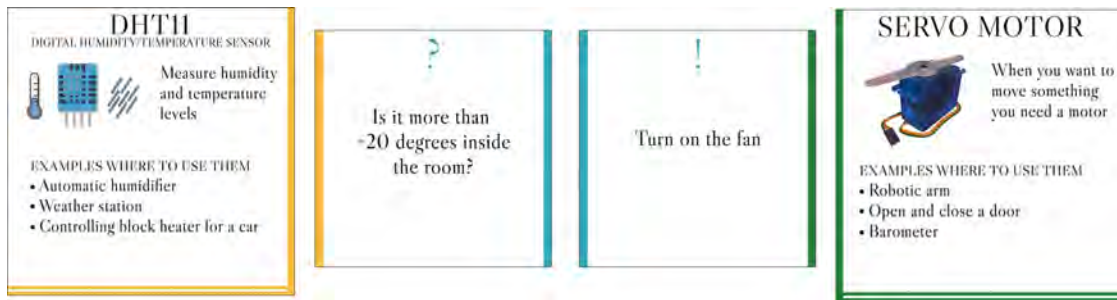 DHT11
DIGITAL HUMIDITY/TEMPERATURE SENSOR
Measure humidity
and temperature
levels
EXAMPLES WHERE TO USE THEM
• Automatic humidifier
• Weather station
• Controlling block heater for a car
?
Is it more than
-20 degrees inside
the room?
!
Turn on the fan
SERVO MOTOR
When you want to
move something
you need a motor
EXAMPLES WHERE TO USE THEM
• Robotic arm
• Open and close a door
• Barometer